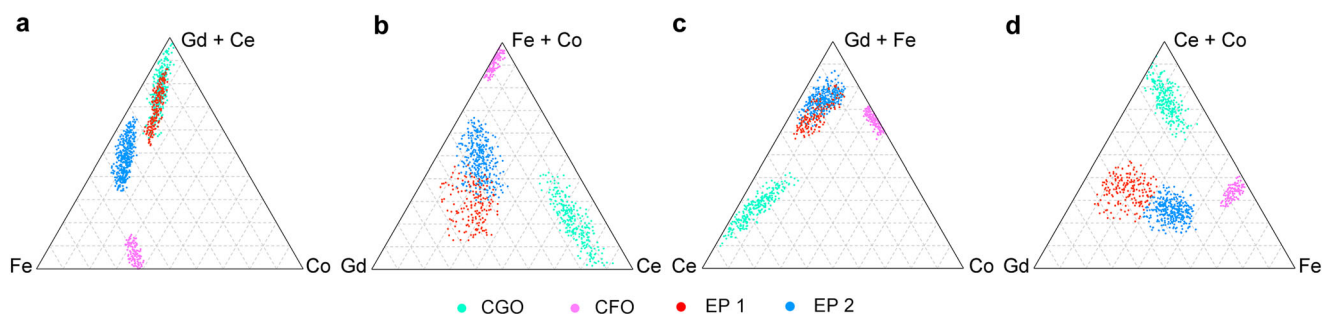 a
Gd + Ce
Fe
Co
b
Fe + Co
Gd
Ce
c
Gd + Fe
Ce
Co
d
Ce + Co
Gd
Fe
CGO CFO EP 1 EP 2